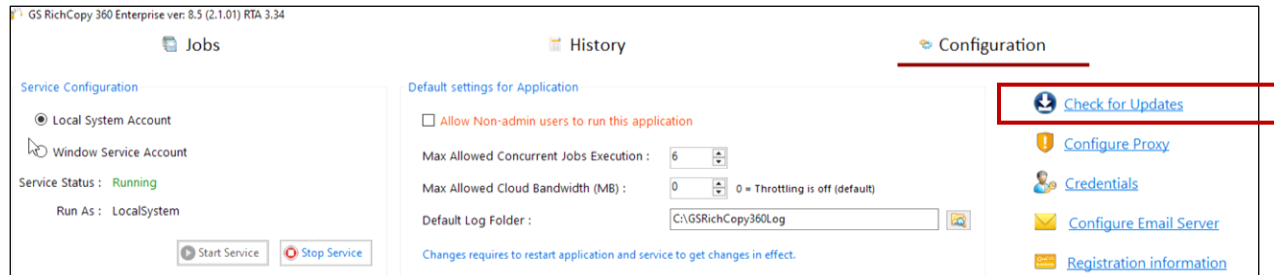 GS RichCopy 360 Enterprise ver: 8.5 (2.1.01) RTA 3.34
Jobs
History
Configuration
Service Configuration
Local System Account
Window Service Account
Service Status : Running
Run As : LocalSystem
Start Service
Stop Service
Default settings for Application
Allow Non-admin users to run this application
Max Allowed Concurrent Jobs Execution : 6
Max Allowed Cloud Bandwidth (MB) : 0 0 = Throttling is off (default)
Default Log Folder : C:\GSRichCopy360Log
Changes requires to restart application and service to get changes in effect.
Check for Updates
Configure Proxy
Credentials
Configure Email Server
Registration information